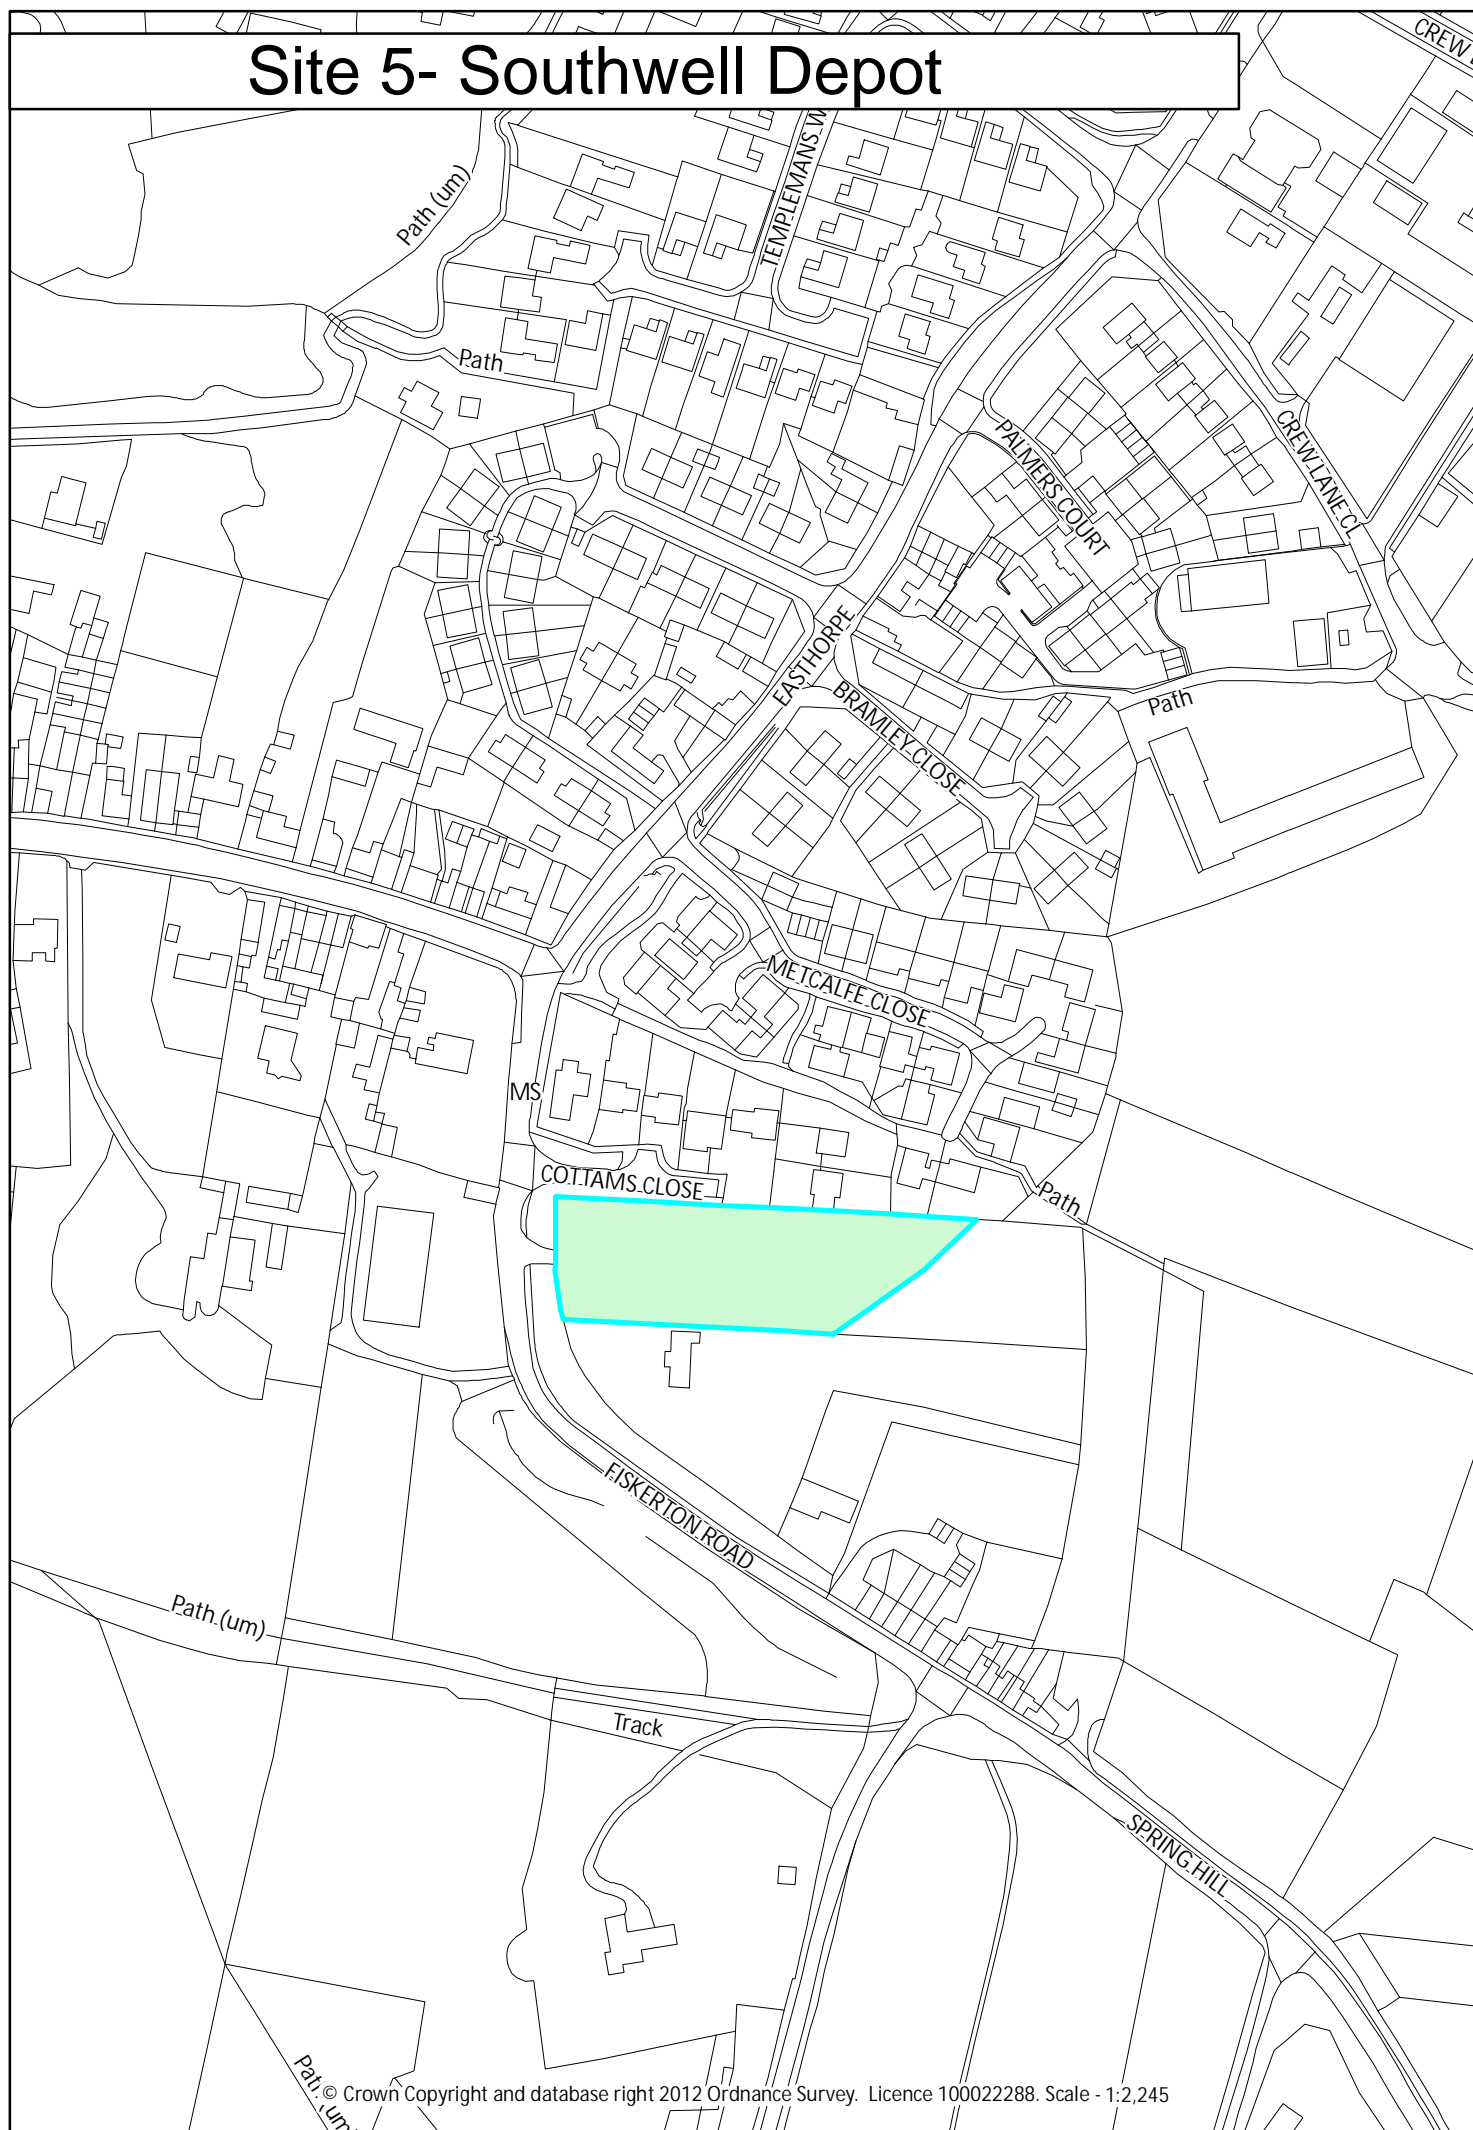 CREW
Site 5- Southwell Depot
TEMPLEMANS W
Path (um)
Path
PALMERS COURT
CREW LANE CL
EASTHORPE
BRAMLEY CLOSE
Path
METCALFE CLOSE
MS
COTTAMS CLOSE
Path
FISKERTON ROAD
Path (um)
Track
SPRING HILL
Path (um)
© Crown Copyright and database right 2012 Ordnance Survey. Licence 100022288. Scale - 1:2,245